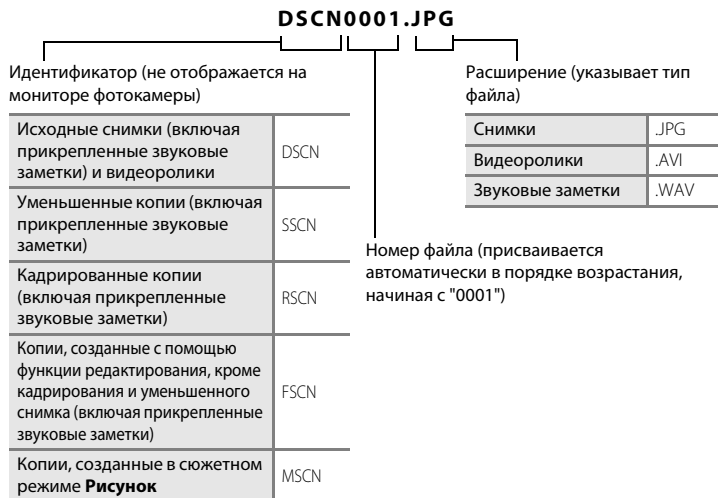 DSCN0001.JPG
Идентификатор (не отображается на
мониторе фотокамеры)
Исходные снимки (включая
прикрепленные звуковые
заметки) и видеоролики
DSCN
Уменьшенные копии (включая
прикрепленные звуковые
заметки)
SSCN
Кадрированные копии
(включая прикрепленные
звуковые заметки)
RSCN
Копии, созданные с помощью
функции редактирования, кроме
кадрирования и уменьшенного
снимка (включая прикрепленные
звуковые заметки)
FSCN
Копии, созданные в сюжетном
режиме Рисунок
MSCN
Номер файла (присваивается
автоматически в порядке возрастания,
начиная с "0001")
Расширение (указывает тип
файла)
Снимки .JPG
Видеоролики .AVI
Звуковые заметки .WAV